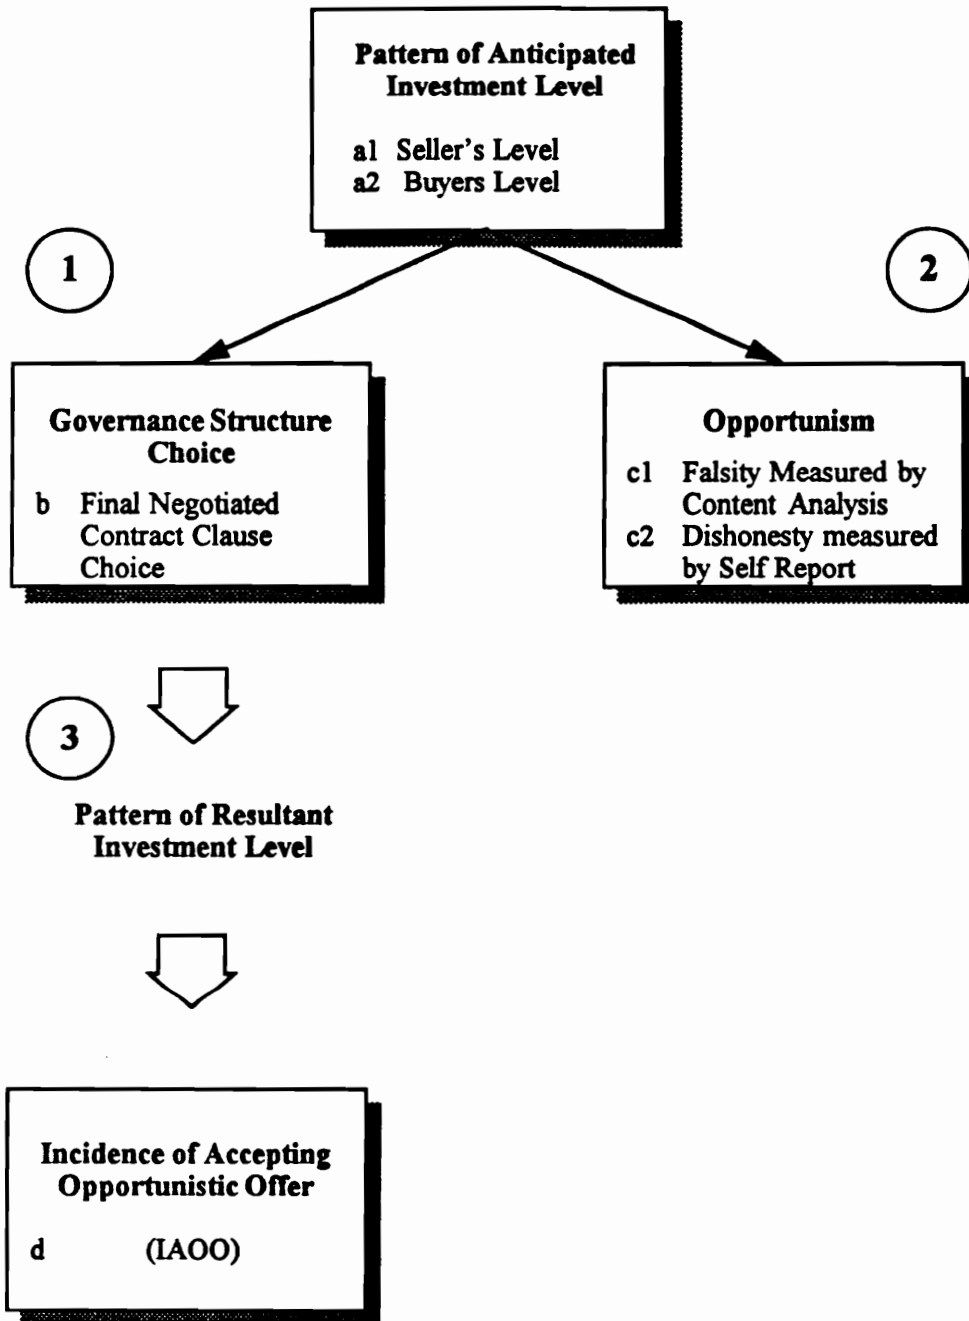 Pattern of Anticipated
Investment Level
a1 Seller's Level
a2 Buyers Level
1
2
Governance Structure
Choice
b Final Negotiated
Contract Clause
Choice
Opportunism
c1 Falsity Measured by
Content Analysis
c2 Dishonesty measured
by Self Report
3
Pattern of Resultant
Investment Level
Incidence of Accepting
Opportunistic Offer
d (IAOO)